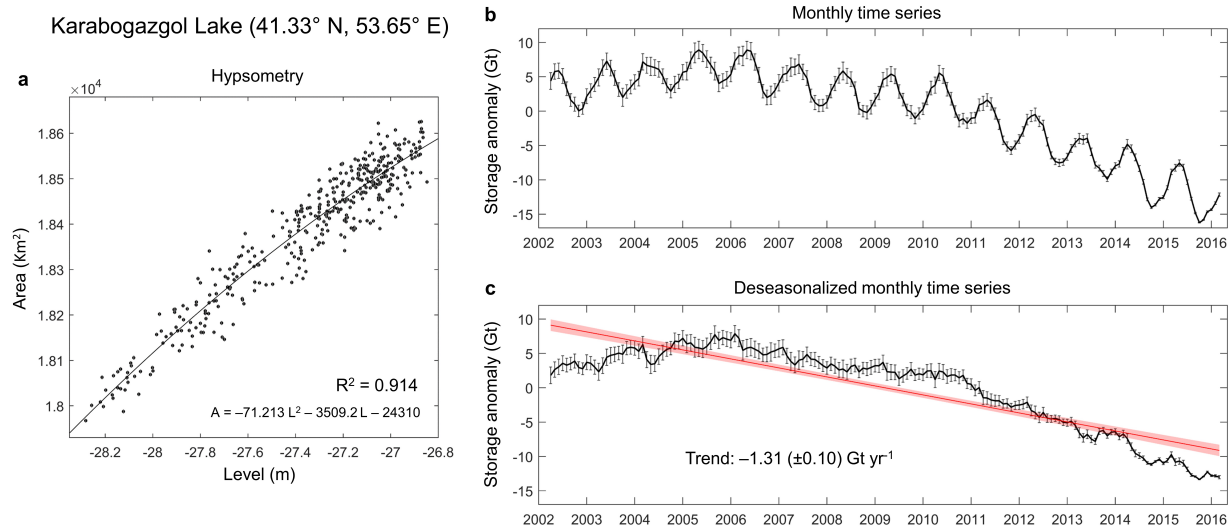 Karabogazgol Lake (41.33° N, 53.65° E)
a
Hypsometry
×10⁴
1.86
1.85
1.84
1.83
1.82
1.81
1.8
Area (Km²)
R² = 0.914
A = –71.213 L² – 3509.2 L – 24310
-28.2 -28 -27.8 -27.6 -27.4 -27.2 -27 -26.8
Level (m)
b
Monthly time series
10
5
0
-5
-10
-15
Storage anomaly (Gt)
2002 2003 2004 2005 2006 2007 2008 2009 2010 2011 2012 2013 2014 2015 2016
c
Deseasonalized monthly time series
10
5
0
-5
-10
-15
Storage anomaly (Gt)
Trend: –1.31 (±0.10) Gt yr⁻¹
2002 2003 2004 2005 2006 2007 2008 2009 2010 2011 2012 2013 2014 2015 2016